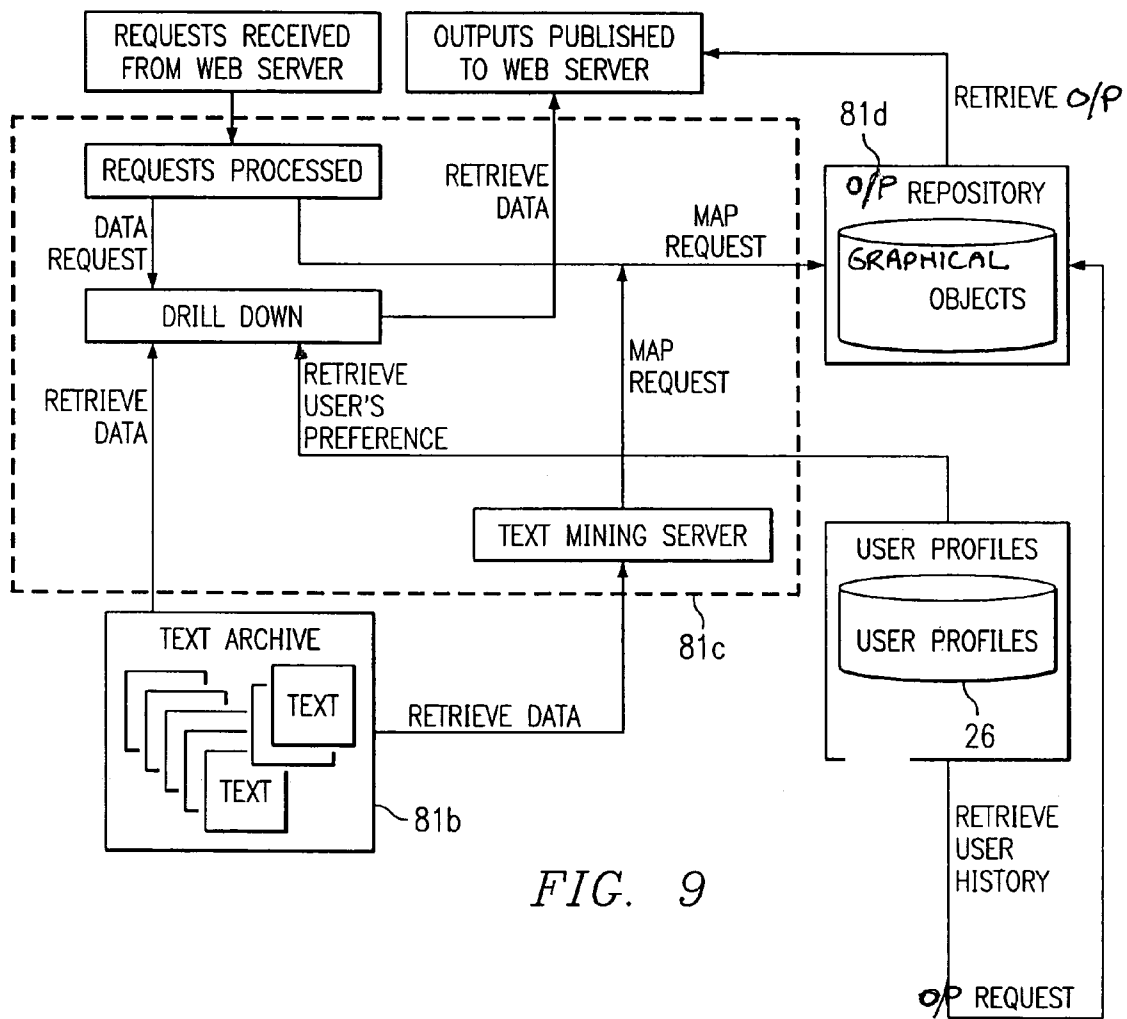 REQUESTS RECEIVED
FROM WEB SERVER
OUTPUTS PUBLISHED
TO WEB SERVER
RETRIEVE O/P
81d
REQUESTS PROCESSED
RETRIEVE
DATA
O/P REPOSITORY
DATA
REQUEST
MAP
REQUEST
GRAPHICAL
OBJECTS
DRILL DOWN
MAP
REQUEST
RETRIEVE
DATA
RETRIEVE
USER'S
PREFERENCE
TEXT MINING SERVER
USER PROFILES
USER PROFILES
26
81c
TEXT ARCHIVE
TEXT
TEXT
RETRIEVE DATA
81b
RETRIEVE
USER
HISTORY
FIG. 9
O/P REQUEST